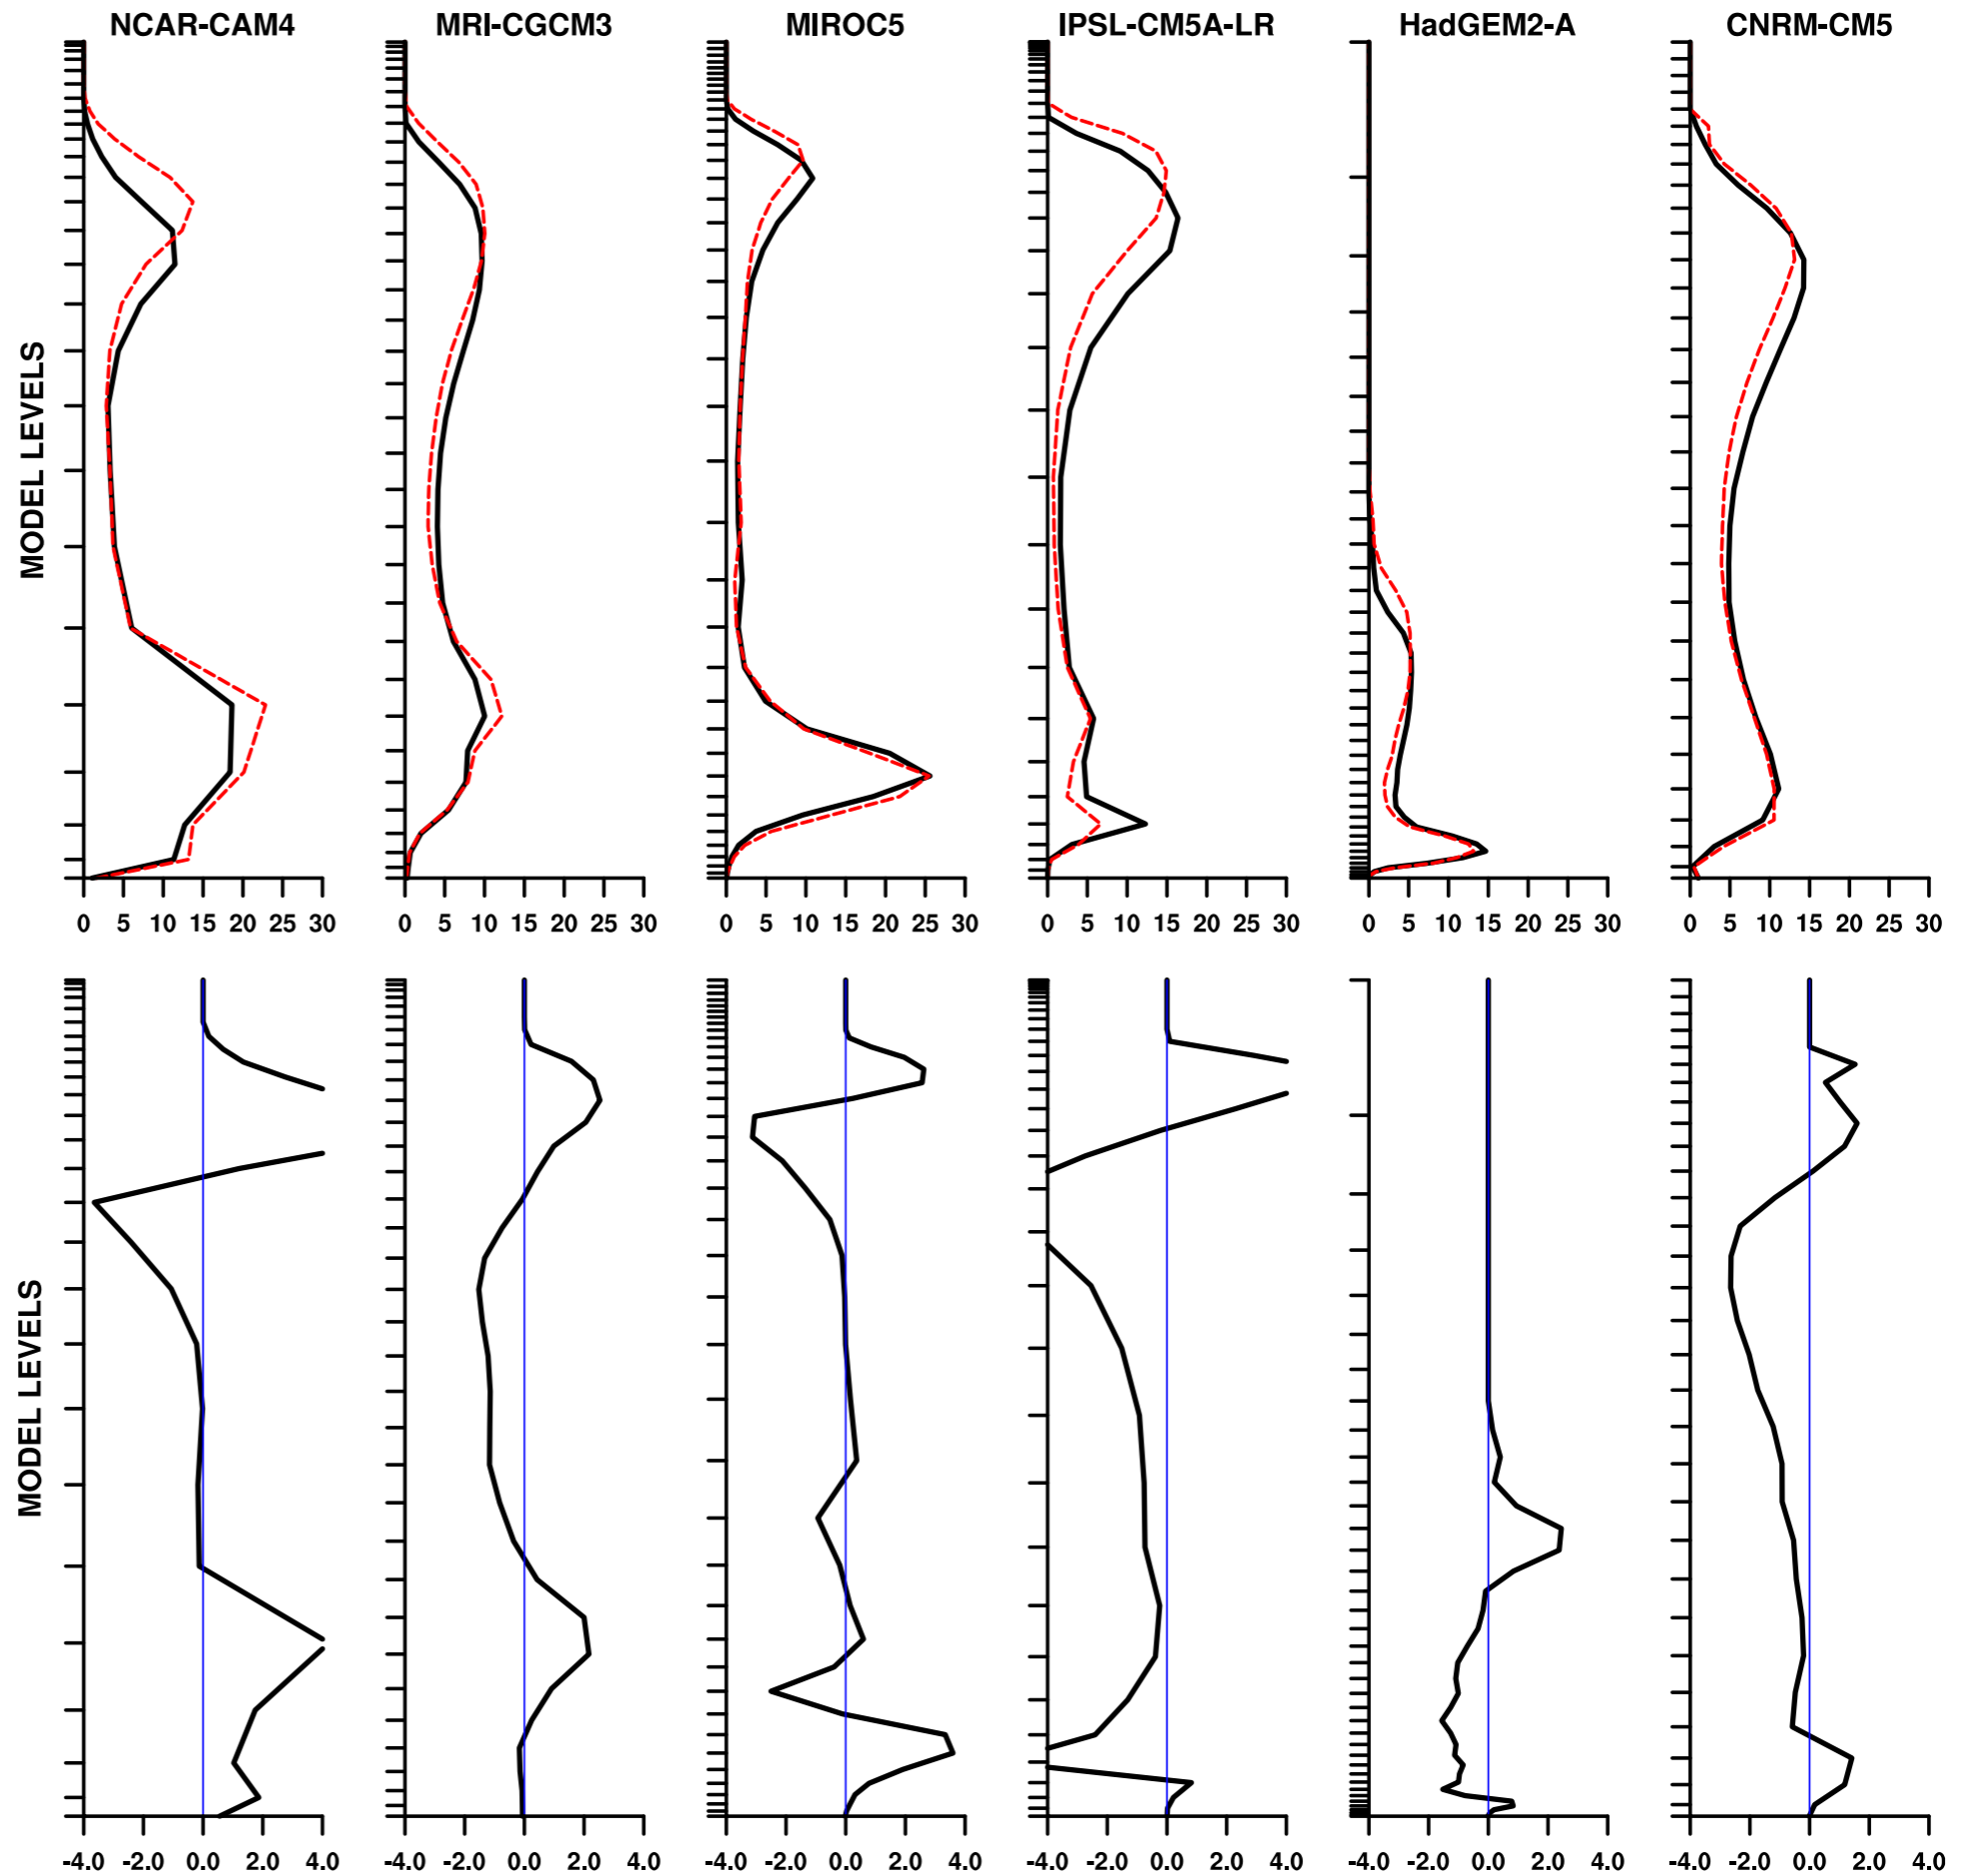 NCAR-CAM4 MRI-CGCM3 MIROC5 IPSL-CM5A-LR HadGEM2-A CNRM-CM5
MODEL LEVELS
0 5 10 15 20 25 30 0 5 10 15 20 25 30 0 5 10 15 20 25 30 0 5 10 15 20 25 30 0 5 10 15 20 25 30 0 5 10 15 20 25 30
MODEL LEVELS
-4.0 -2.0 0.0 2.0 4.0 -4.0 -2.0 0.0 2.0 4.0 -4.0 -2.0 0.0 2.0 4.0 -4.0 -2.0 0.0 2.0 4.0 -4.0 -2.0 0.0 2.0 4.0 -4.0 -2.0 0.0 2.0 4.0